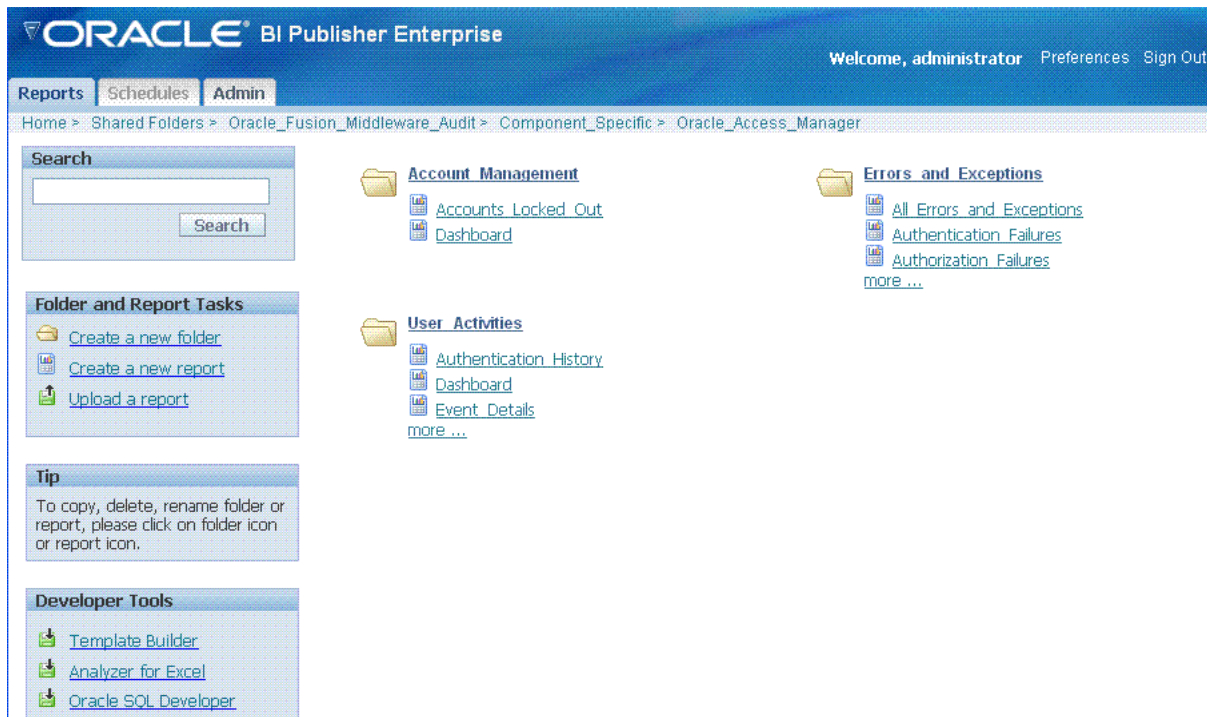 ORACLE BI Publisher Enterprise
Welcome, administrator Preferences Sign Out
Reports Schedules Admin
Home > Shared Folders > Oracle_Fusion_Middleware_Audit > Component_Specific > Oracle_Access_Manager
Search
Search
Folder and Report Tasks
Create a new folder
Create a new report
Upload a report
Tip
To copy, delete, rename folder or
report, please click on folder icon
or report icon.
Developer Tools
Template Builder
Analyzer for Excel
Oracle SQL Developer
Account_Management
Accounts_Locked_Out
Dashboard
User_Activities
Authentication_History
Dashboard
Event_Details
more ...
Errors_and_Exceptions
All_Errors_and_Exceptions
Authentication_Failures
Authorization_Failures
more ...